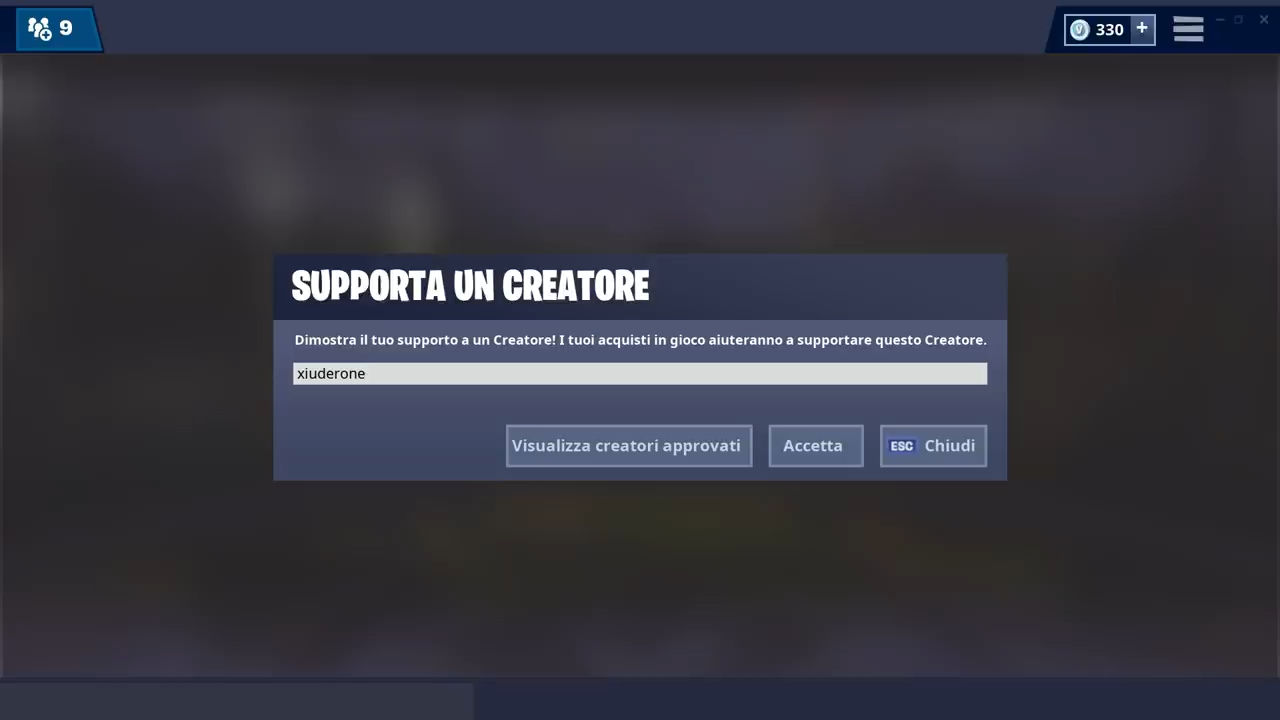 9
330 +
SUPPORTA UN CREATORE
Dimostra il tuo supporto a un Creatore! I tuoi acquisti in gioco aiuteranno a supportare questo Creatore.
xiuderone
Visualizza creatori approvati Accetta ESC Chiudi